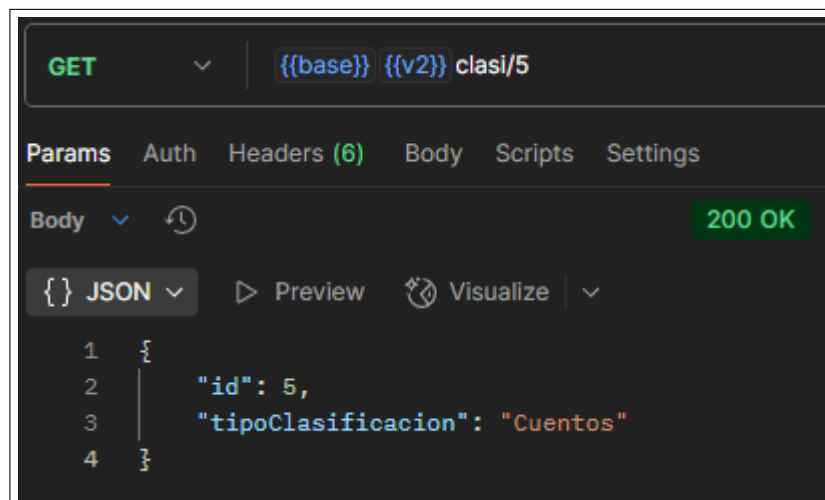 GET {{base}} {{v2}} clasi/5
Params Auth Headers (6) Body Scripts Settings
Body 200 OK
{ } JSON Preview Visualize
1 {
2 "id": 5,
3 "tipoClasificacion": "Cuentos"
4 }